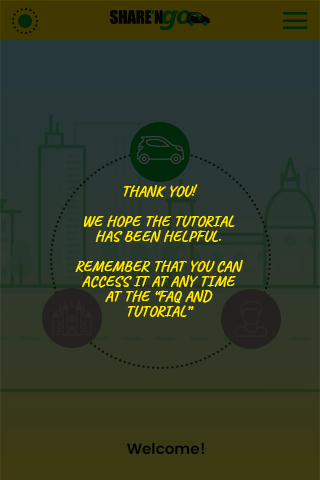 SHARE'N go
THANK YOU!
WE HOPE THE TUTORIAL
HAS BEEN HELPFUL.
REMEMBER THAT YOU CAN
ACCESS IT AT ANY TIME
AT THE "FAQ AND
TUTORIAL"
Welcome!